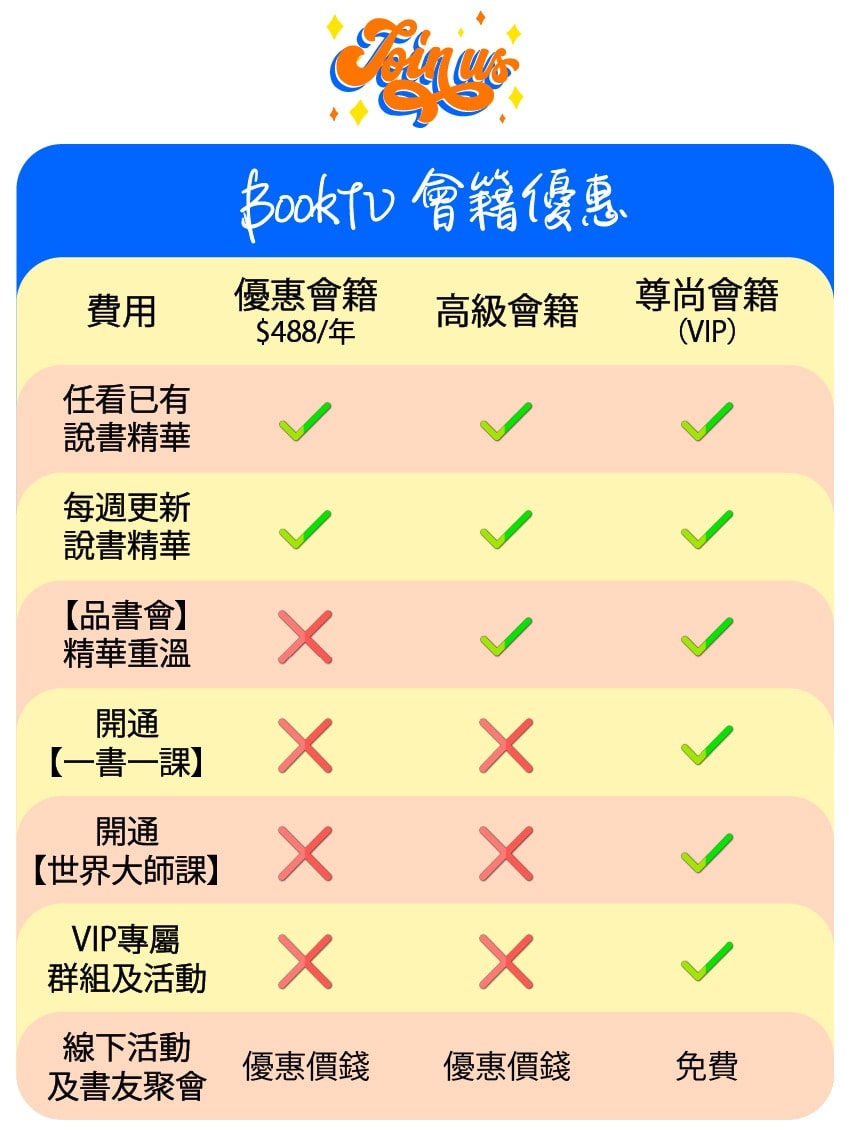 Join us
BookTV 會籍優惠
費用
優惠會籍
$488/年
高級會籍
尊尚會籍
(VIP)
任看已有
說書精華
每週更新
說書精華
【品書會】
精華重溫
開通
【一書一課】
開通
【世界大師課】
VIP專屬
群組及活動
線下活動
及書友聚會
優惠價錢
優惠價錢
免費